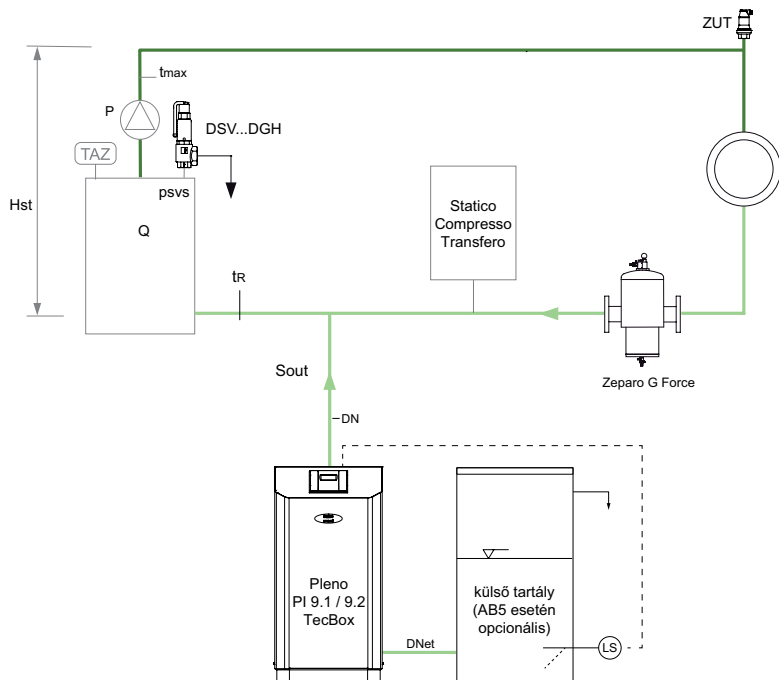 ZUT
tmax
P
DSV...DGH
TAZ
psvs
Hst
Q
Statico
Compresso
Transfero
tR
Zeparo G Force
Sout
DN
Pleno
PI 9.1 / 9.2
TecBox
külső tartály
(AB5 esetén
opcionális)
DNet
LS